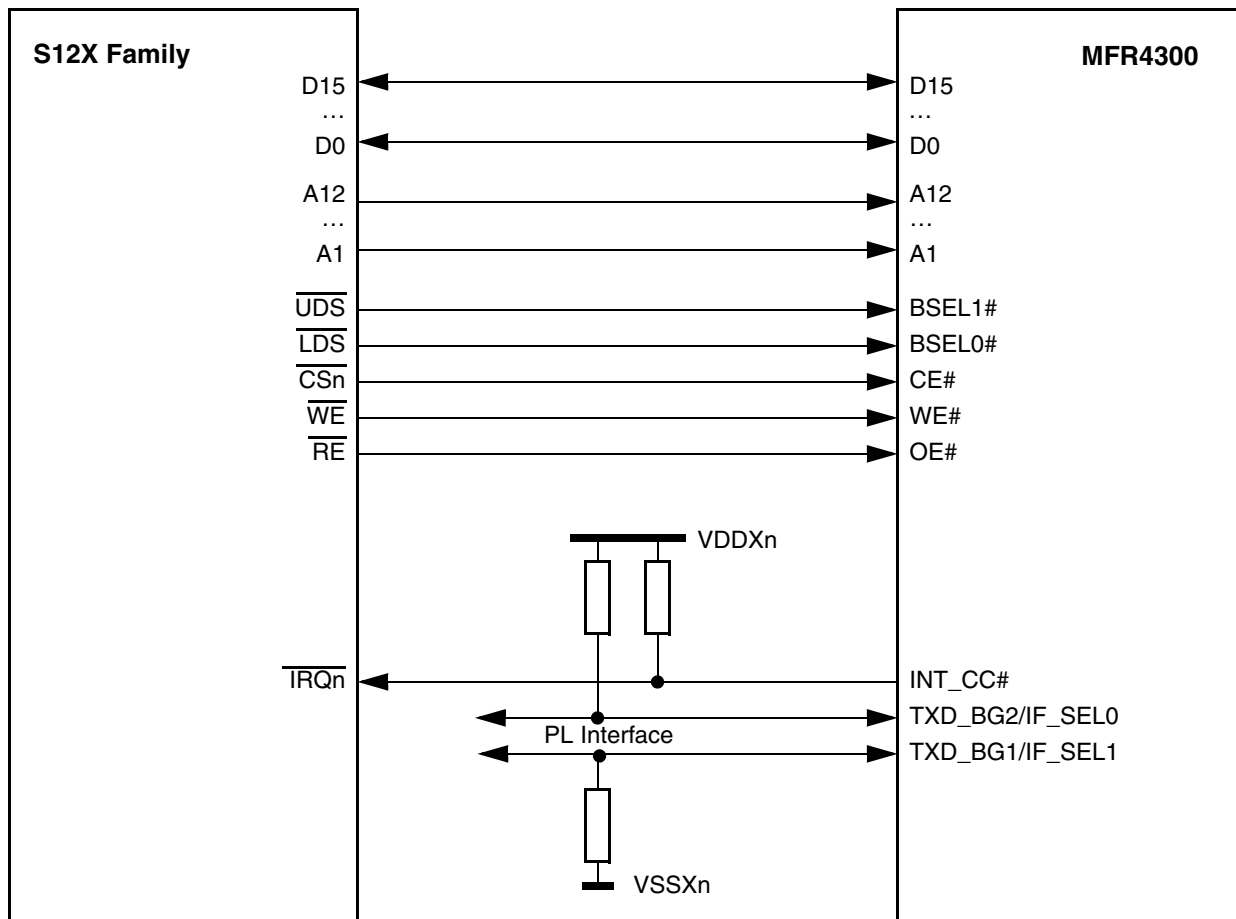 S12X Family
MFR4300
D15 D15
... ...
D0 D0
A12 A12
... ...
A1 A1
UDS BSEL1#
LDS BSEL0#
CSn CE#
WE WE#
RE OE#
VDDXn
IRQn INT_CC#
TXD_BG2/IF_SEL0
PL Interface
TXD_BG1/IF_SEL1
VSSXn